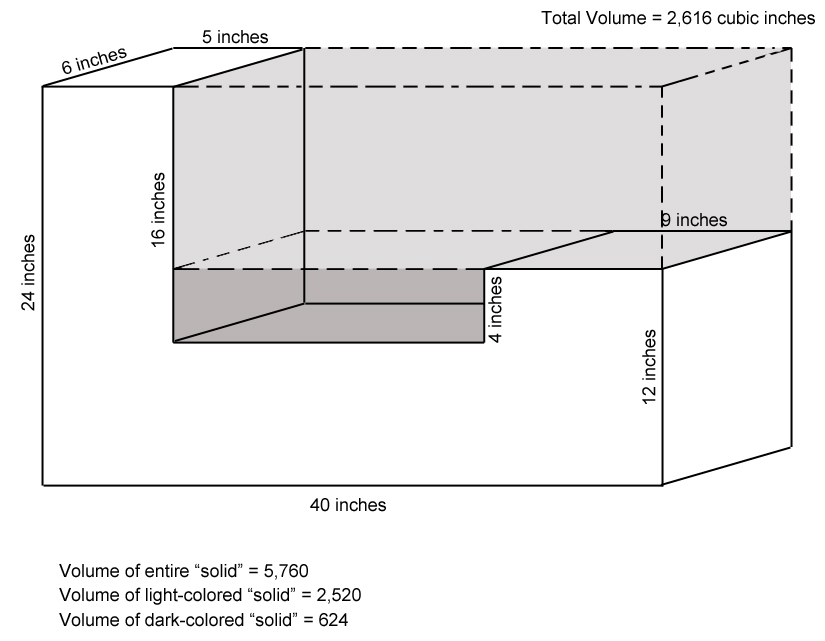 Total Volume = 2,616 cubic inches
5 inches
6 inches
16 inches
9 inches
24 inches
4 inches
12 inches
40 inches
Volume of entire “solid” = 5,760
Volume of light-colored “solid” = 2,520
Volume of dark-colored “solid” = 624